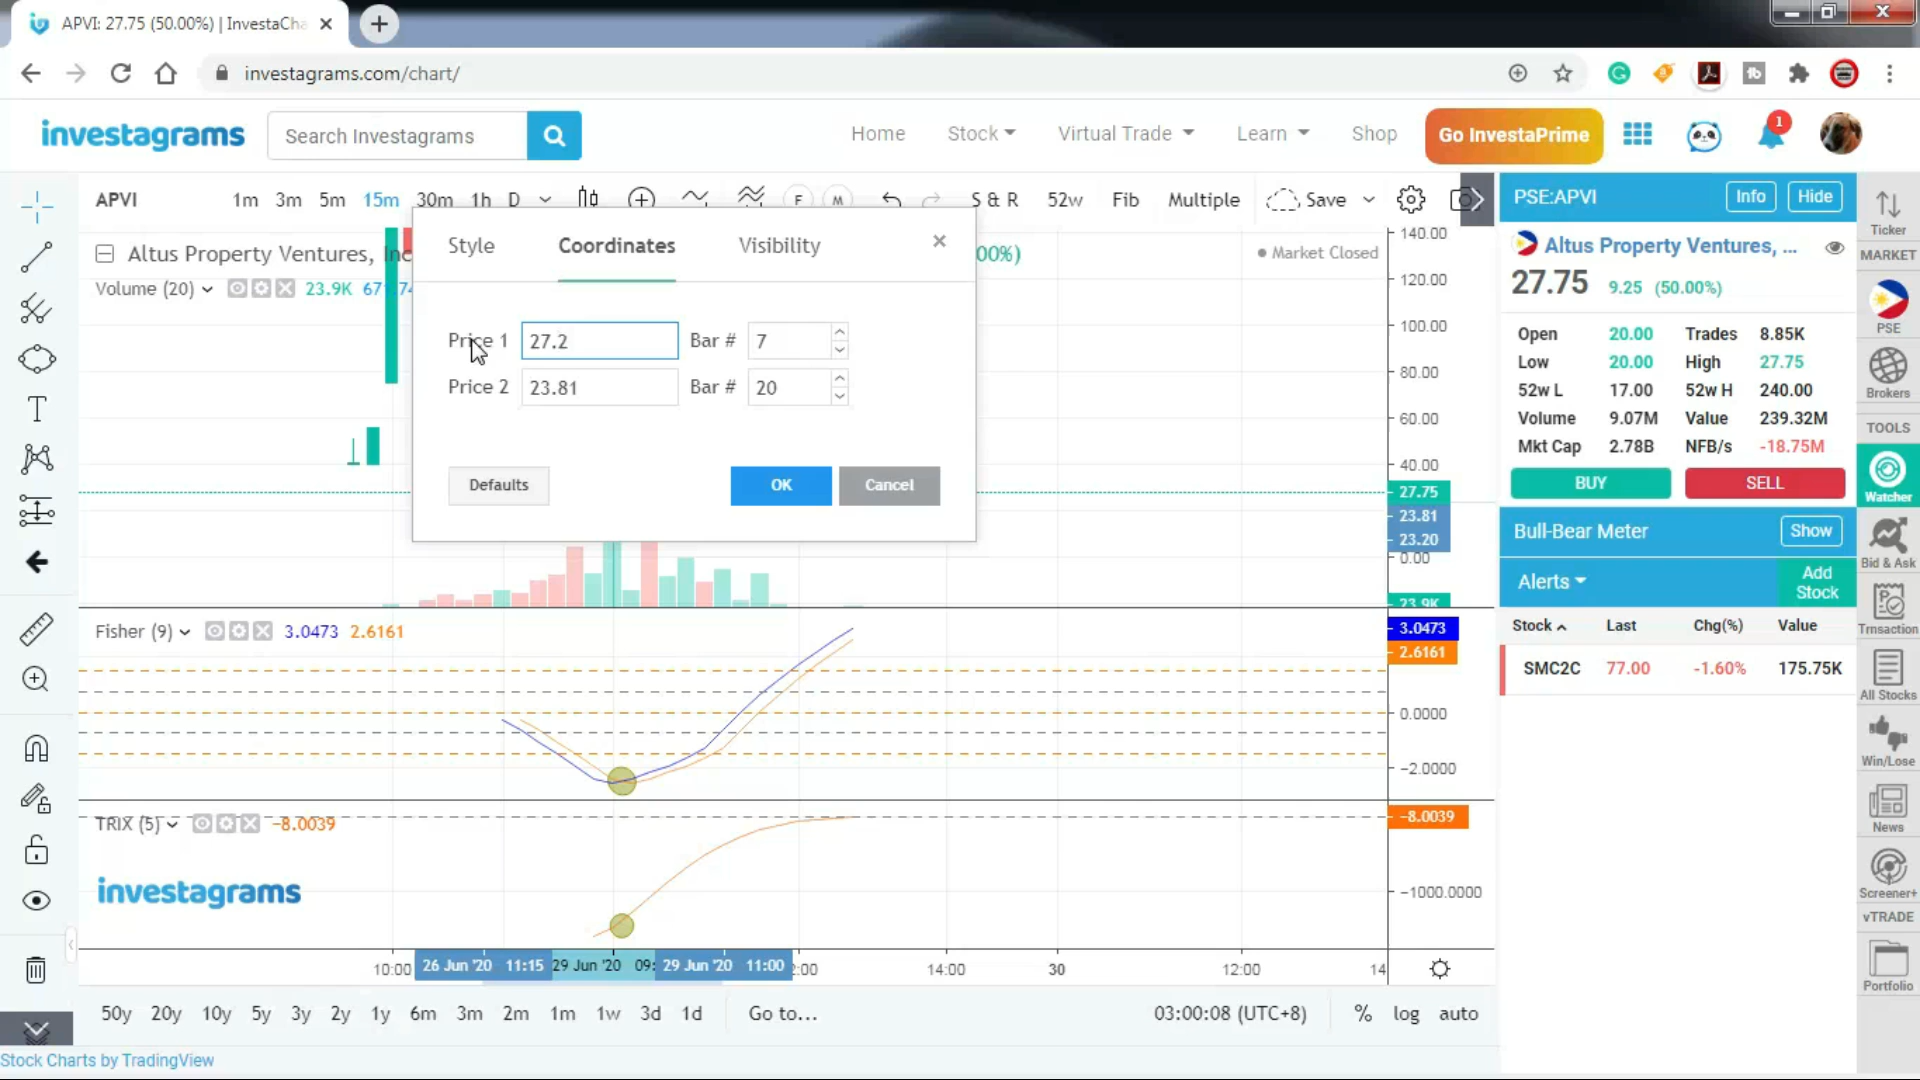 APVI: 27.75 (50.00%) | InvestaCha
investagrams.com/chart/
investagrams
Search Investagrams
Home
Stock
Virtual Trade
Learn
Shop
Go InvestaPrime
1
APVI
1m 3m 5m 15m 30m 1h D
F
M
S & R
52w
Fib
Multiple
Save
Altus Property Ventures, Inc
00%)
Market Closed
Volume (20)
23.9K
Style
Coordinates
Visibility
Price 1
27.2
Bar #
7
Price 2
23.81
Bar #
20
Defaults
OK
Cancel
140.00
120.00
100.00
80.00
60.00
40.00
27.75
23.81
23.20
0.00
23.9K
Fisher (9)
3.0473 2.6161
3.0473
2.6161
0.0000
−2.0000
TRIX (5)
−8.0039
−8.0039
−1000.0000
investagrams
10:00
26 Jun '20 11:15
29 Jun '20 09:
29 Jun '20 11:00
2:00
14:00
30
12:00
14
50y 20y 10y 5y 3y 2y 1y 6m 3m 2m 1m 1w 3d 1d
Go to...
03:00:08 (UTC+8)
% log auto
Stock Charts by TradingView
PSE:APVI
Info
Hide
Altus Property Ventures, ...
27.75 9.25 (50.00%)
Open 20.00 Trades 8.85K
Low 20.00 High 27.75
52w L 17.00 52w H 240.00
Volume 9.07M Value 239.32M
Mkt Cap 2.78B NFB/s -18.75M
BUY
SELL
Bull-Bear Meter
Show
Alerts
Add
Stock
Stock Last Chg(%) Value
SMC2C 77.00 -1.60% 175.75K
Ticker
MARKET
PSE
Brokers
TOOLS
Watcher
Bid & Ask
Trnsaction
All Stocks
Win/Lose
News
Screener+
vTRADE
Portfolio